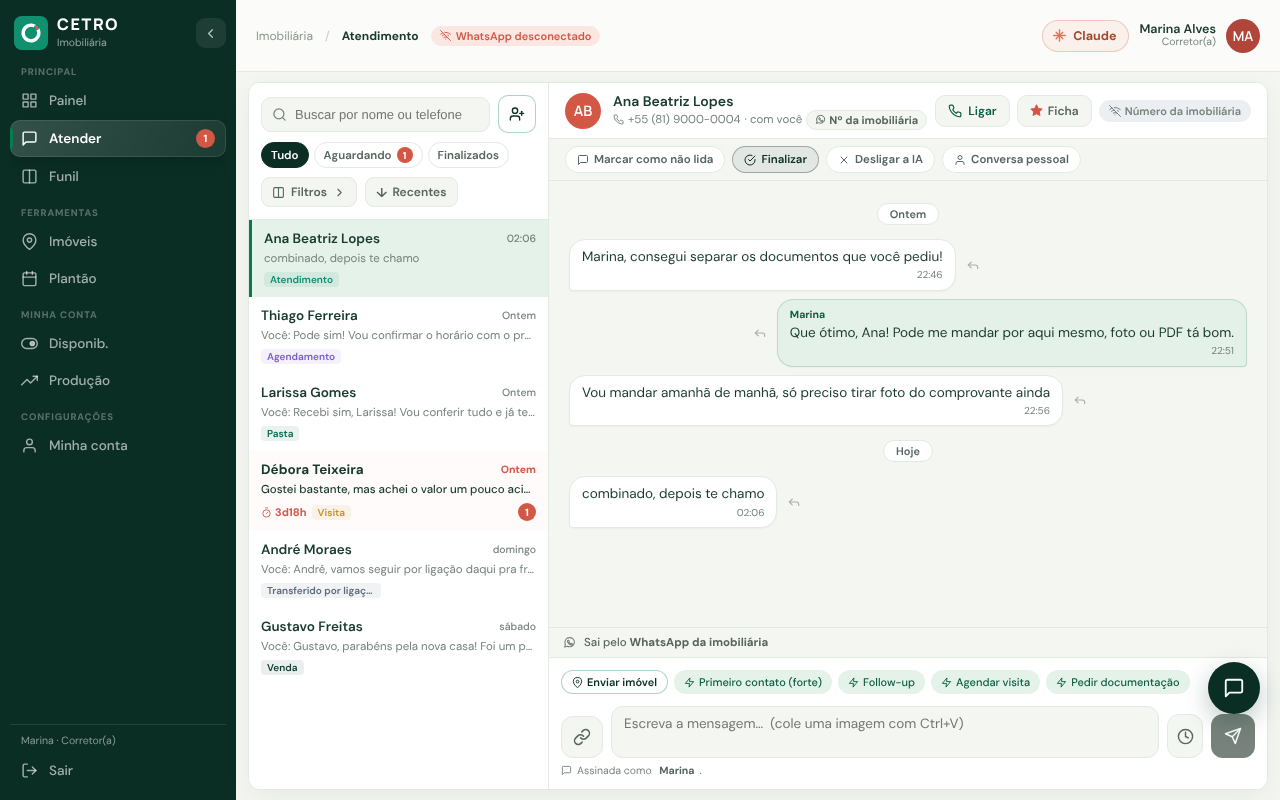 CETRO
Imobiliária
PRINCIPAL
Painel
Atender 1
Funil
FERRAMENTAS
Imóveis
Plantão
MINHA CONTA
Disponib.
Produção
CONFIGURAÇÕES
Minha conta
Marina · Corretor(a)
Sair
Imobiliária / Atendimento WhatsApp desconectado
Claude
Marina Alves
Corretor(a)
MA
Buscar por nome ou telefone
Tudo Aguardando 1 Finalizados
Filtros Recentes
Ana Beatriz Lopes 02:06
combinado, depois te chamo
Atendimento
Thiago Ferreira Ontem
Você: Pode sim! Vou confirmar o horário com o pr...
Agendamento
Larissa Gomes Ontem
Você: Recebi sim, Larissa! Vou conferir tudo e já te...
Pasta
Débora Teixeira Ontem
Gostei bastante, mas achei o valor um pouco aci...
3d18h Visita 1
André Moraes domingo
Você: André, vamos seguir por ligação daqui pra fr...
Transferido por ligaç...
Gustavo Freitas sábado
Você: Gustavo, parabéns pela nova casa! Foi um p...
Venda
AB
Ana Beatriz Lopes
+55 (81) 9000-0004 · com você Nº da imobiliária
Ligar Ficha Número da imobiliária
Marcar como não lida Finalizar Desligar a IA Conversa pessoal
Ontem
Marina, consegui separar os documentos que você pediu!
22:46
Marina
Que ótimo, Ana! Pode me mandar por aqui mesmo, foto ou PDF tá bom.
22:51
Vou mandar amanhã de manhã, só preciso tirar foto do comprovante ainda
22:56
Hoje
combinado, depois te chamo
02:06
Sai pelo WhatsApp da imobiliária
Enviar imóvel Primeiro contato (forte) Follow-up Agendar visita Pedir documentação
Escreva a mensagem... (cole uma imagem com Ctrl+V)
Assinada como Marina .